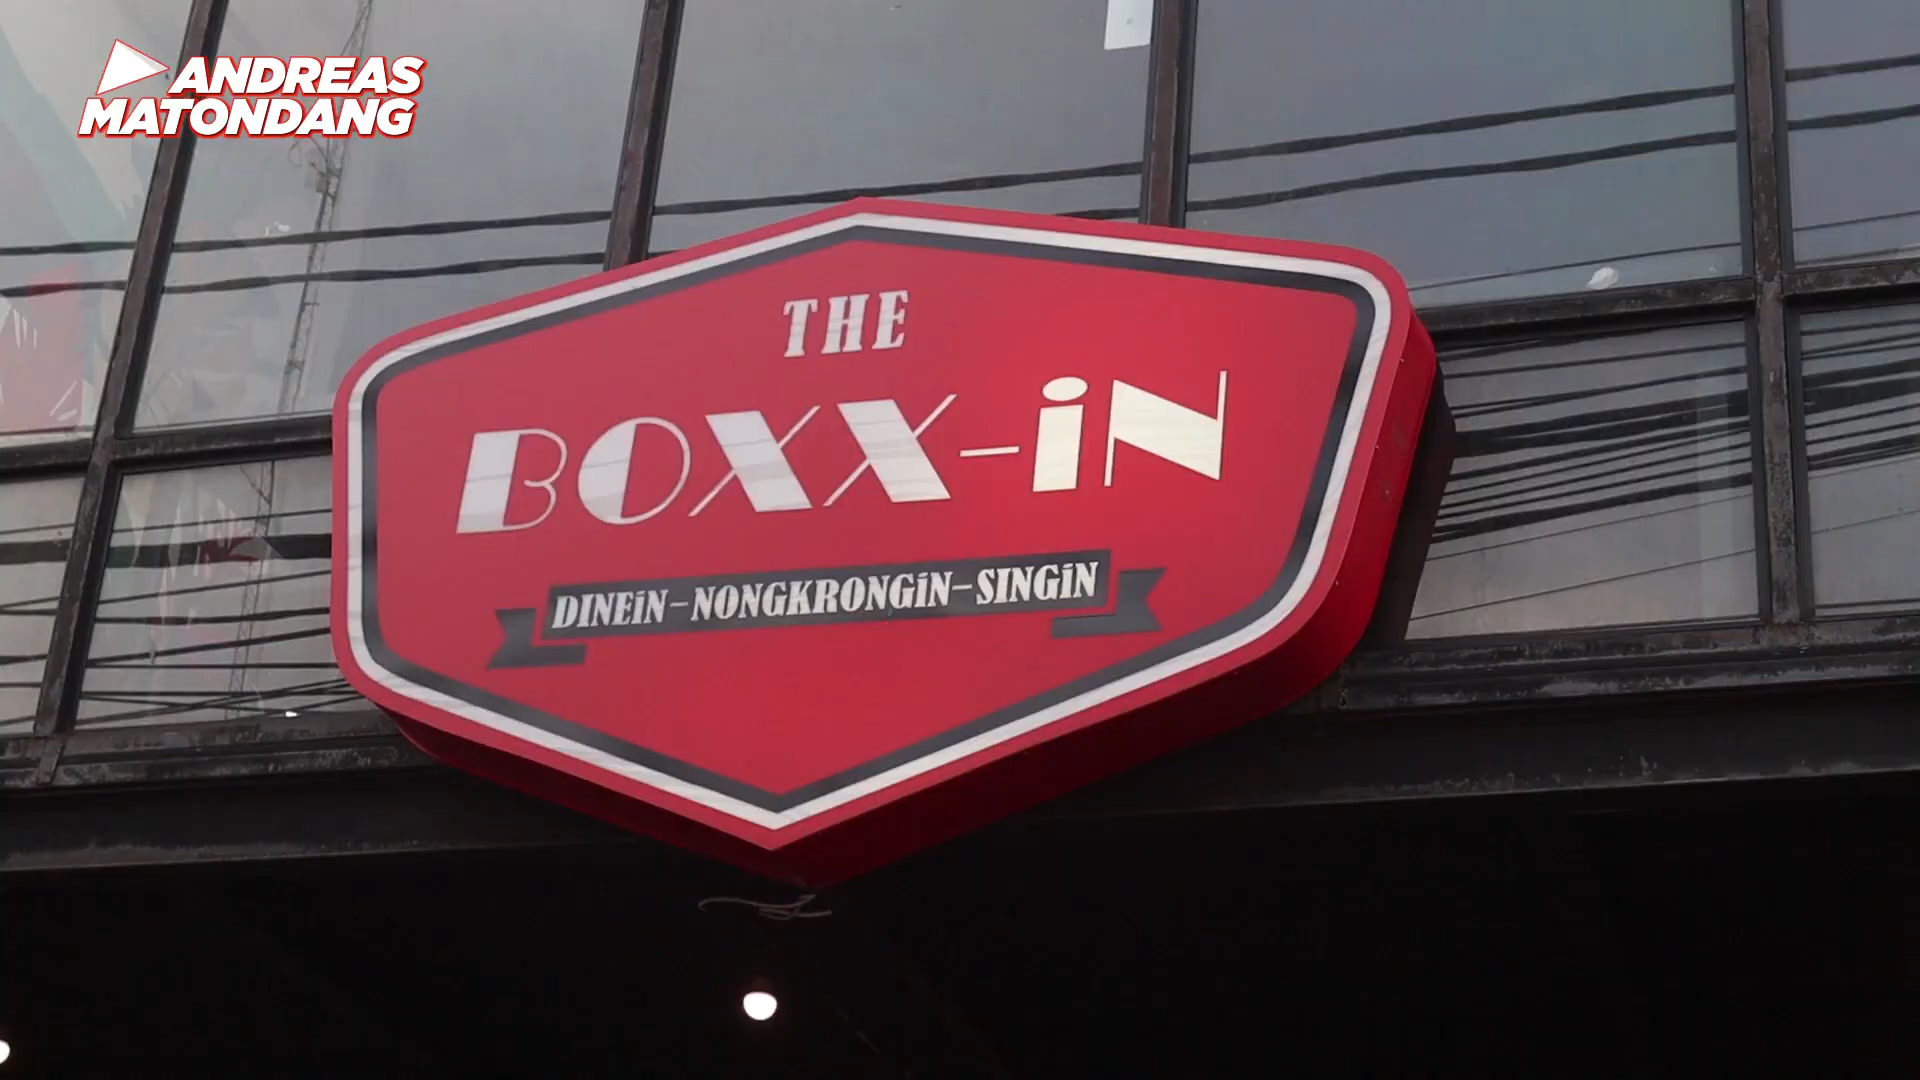 ANDREAS
MATONDANG
THE
BOXX-iN
DINEiN-NONGKRONGiN-SINGiN